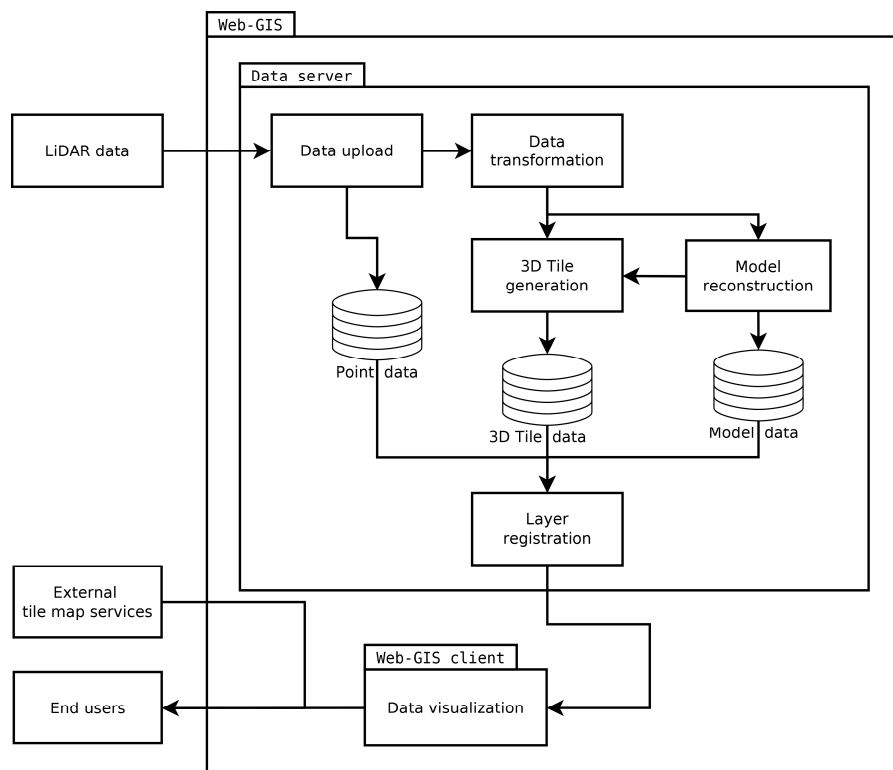 Web-GIS
Data server
LiDAR data
Data upload
Data
transformation
3D Tile
generation
Model
reconstruction
Point data
3D Tile data
Model data
Layer
registration
External
tile map services
Web-GIS client
End users
Data visualization